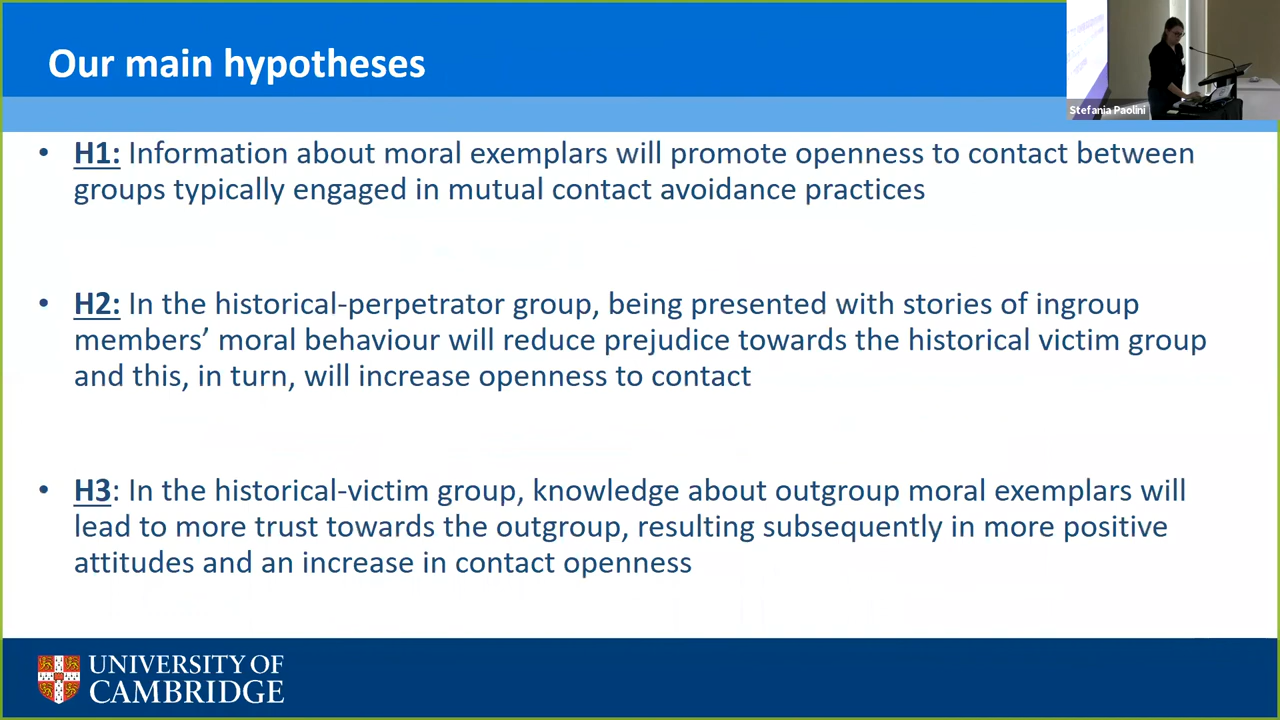 Our main hypotheses
Stefania Paolini
• H1: Information about moral exemplars will promote openness to contact between
groups typically engaged in mutual contact avoidance practices
• H2: In the historical-perpetrator group, being presented with stories of ingroup
members’ moral behaviour will reduce prejudice towards the historical victim group
and this, in turn, will increase openness to contact
• H3: In the historical-victim group, knowledge about outgroup moral exemplars will
lead to more trust towards the outgroup, resulting subsequently in more positive
attitudes and an increase in contact openness
UNIVERSITY OF
CAMBRIDGE